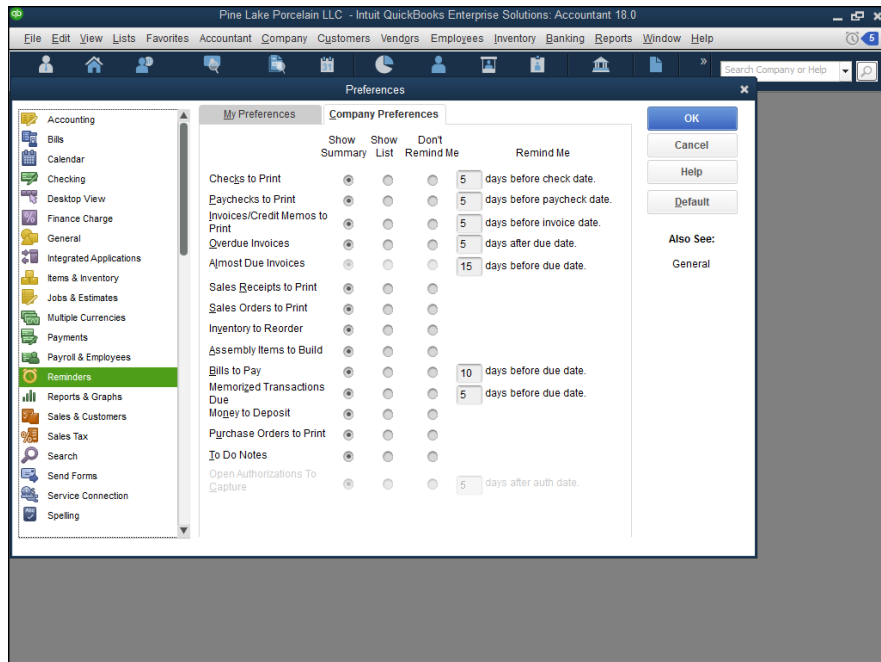 qb Pine Lake Porcelain LLC - Intuit QuickBooks Enterprise Solutions: Accountant 18.0
File Edit View Lists Favorites Accountant Company Customers Vendors Employees Inventory Banking Reports Window Help 5
31 » Search Company or Help
Preferences
Accounting
Bills
Calendar
Checking
Desktop View
Finance Charge
General
Integrated Applications
Items & Inventory
Jobs & Estimates
Multiple Currencies
Payments
Payroll & Employees
Reminders
Reports & Graphs
Sales & Customers
Sales Tax
Search
Send Forms
Service Connection
Spelling
My Preferences Company Preferences
Show Show Don't
Summary List Remind Me Remind Me
Checks to Print 5 days before check date.
Paychecks to Print 5 days before paycheck date.
Invoices/Credit Memos to
Print 5 days before invoice date.
Overdue Invoices 5 days after due date.
Almost Due Invoices 15 days before due date.
Sales Receipts to Print
Sales Orders to Print
Inventory to Reorder
Assembly Items to Build
Bills to Pay 10 days before due date.
Memorized Transactions
Due 5 days before due date.
Money to Deposit
Purchase Orders to Print
To Do Notes
Open Authorizations To
Capture 5 days after auth date.
OK
Cancel
Help
Default
Also See:
General